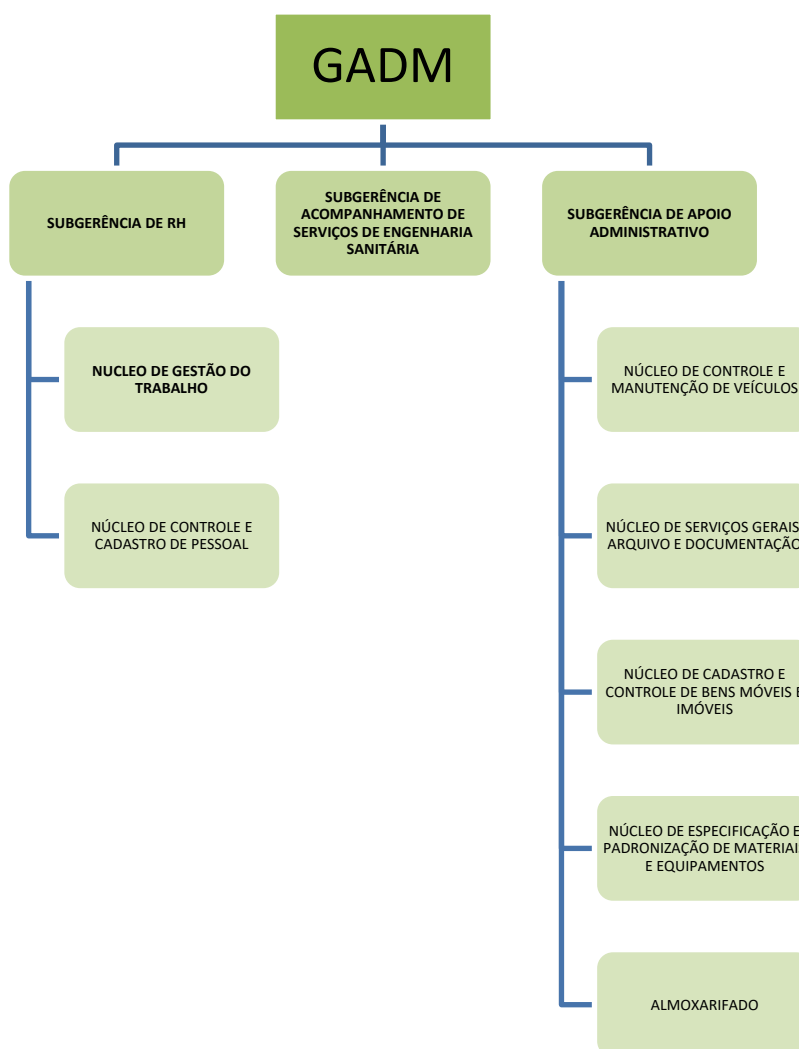 GADM
SUBGERÊNCIA DE RH
SUBGERÊNCIA DE
ACOMPANHAMENTO DE
SERVIÇOS DE ENGENHARIA
SANITÁRIA
SUBGERÊNCIA DE APOIO
ADMINISTRATIVO
NUCLEO DE GESTÃO DO
TRABALHO
NÚCLEO DE CONTROLE E
CADASTRO DE PESSOAL
NÚCLEO DE CONTROLE E
MANUTENÇÃO DE VEÍCULOS
NÚCLEO DE SERVIÇOS GERAIS
ARQUIVO E DOCUMENTAÇÃO
NÚCLEO DE CADASTRO E
CONTROLE DE BENS MÓVEIS E
IMÓVEIS
NÚCLEO DE ESPECIFICAÇÃO E
PADRONIZAÇÃO DE MATERIAIS
E EQUIPAMENTOS
ALMOXARIFADO